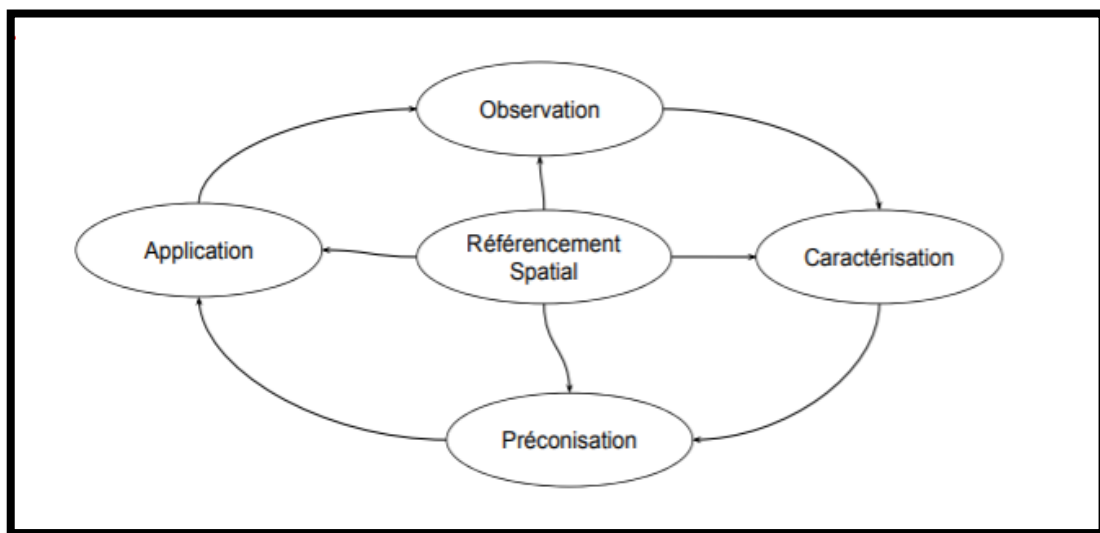 Observation
Application
Référencement
Spatial
Caractérisation
Préconisation